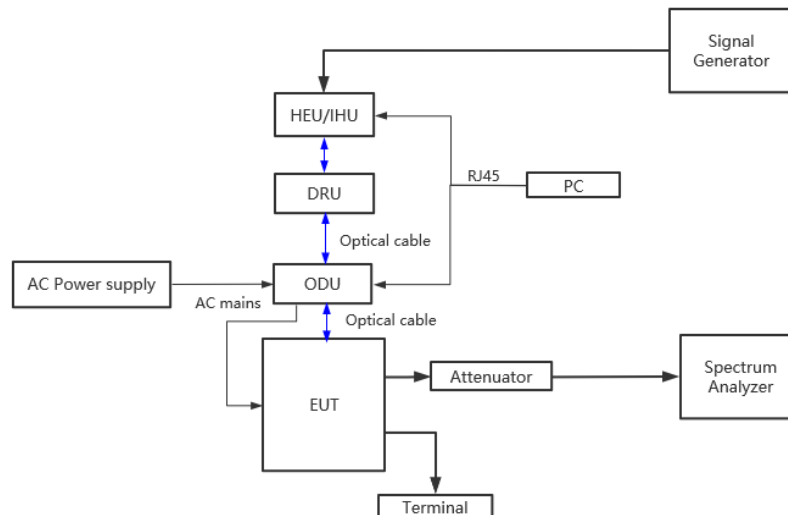 Signal
Generator
HEU/IHU
RJ45
PC
DRU
Optical cable
AC Power supply
AC mains
ODU
Optical cable
EUT
Attenuator
Spectrum
Analyzer
Terminal